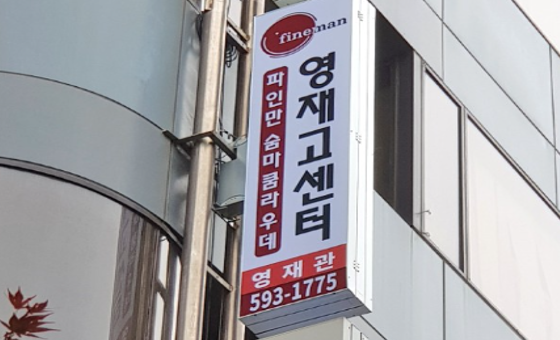 fineman
영재고센터
파인만 숨마쿰라우데
영재관
593-1775